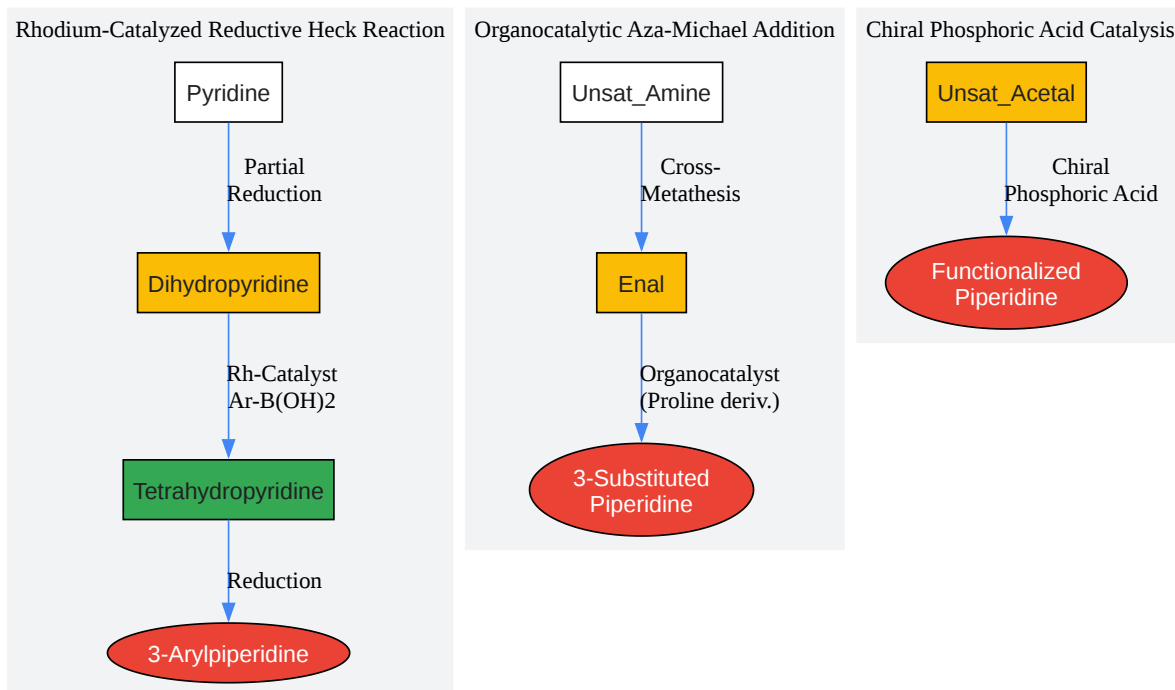 Rhodium-Catalyzed Reductive Heck Reaction
Pyridine
Partial
Reduction
Dihydropyridine
Rh-Catalyst
Ar-B(OH)2
Tetrahydropyridine
Reduction
3-Arylpiperidine
Organocatalytic Aza-Michael Addition
Unsat_Amine
Cross-
Metathesis
Enal
Organocatalyst
(Proline deriv.)
3-Substituted
Piperidine
Chiral Phosphoric Acid Catalysis
Unsat_Acetal
Chiral
Phosphoric Acid
Functionalized
Piperidine